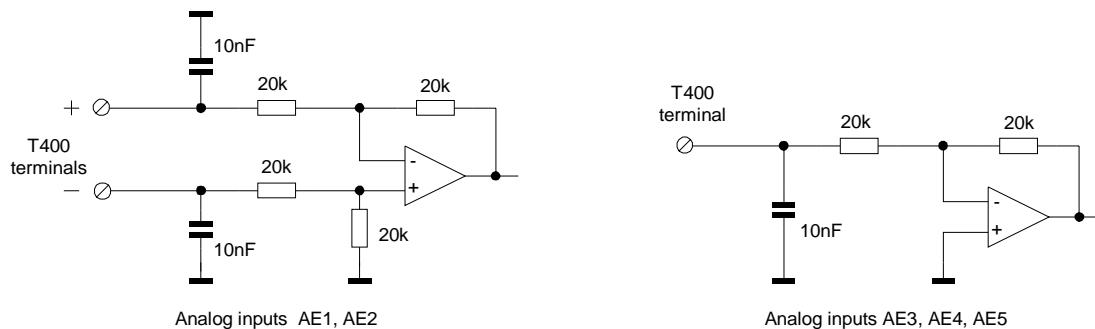 10nF
20k
20k
+
T400
terminals
-
20k
-
+
20k
10nF
Analog inputs AE1, AE2
T400
terminal
20k
20k
-
+
10nF
Analog inputs AE3, AE4, AE5